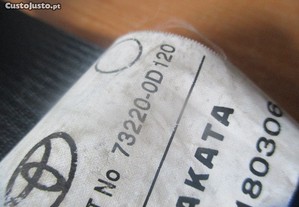 CustoJusto.pt
T No 73220-0D120
AKATA
180306